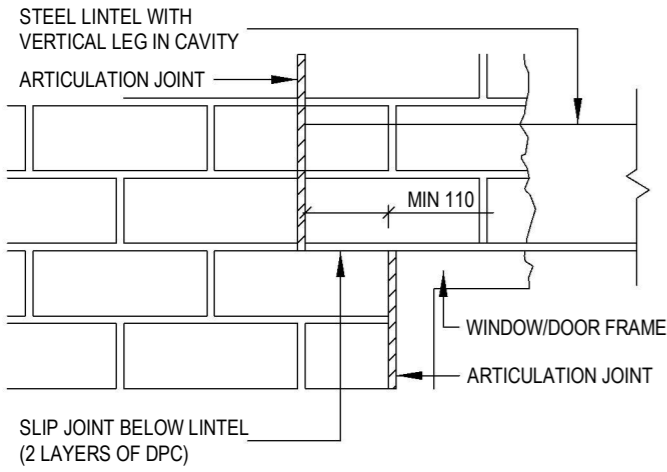 STEEL LINTEL WITH
VERTICAL LEG IN CAVITY
ARTICULATION JOINT
MIN 110
WINDOW/DOOR FRAME
ARTICULATION JOINT
SLIP JOINT BELOW LINTEL
(2 LAYERS OF DPC)